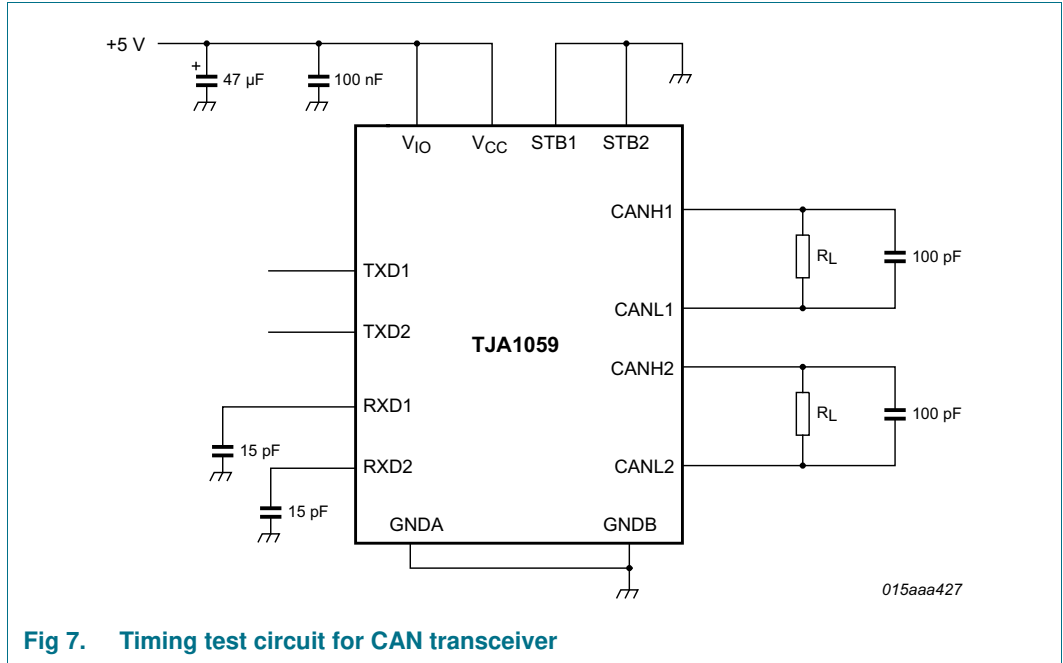 +5 V
+
47 µF
100 nF
VIO
VCC
STB1
STB2
CANH1
TXD1
RL
100 pF
CANL1
TXD2
TJA1059
CANH2
RXD1
RL
100 pF
15 pF
RXD2
CANL2
15 pF
GNDA
GNDB
015aaa427
Fig 7. Timing test circuit for CAN transceiver